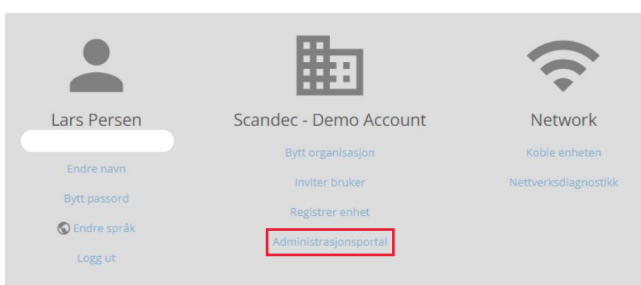 Lars Persen
Endre navn
Bytt passord
Endre språk
Logg ut
Scandec - Demo Account
Bytt organisasjon
Inviter bruker
Registrer enhet
Administrasjonsportal
Network
Koble enheten
Nettverksdiagnostikk